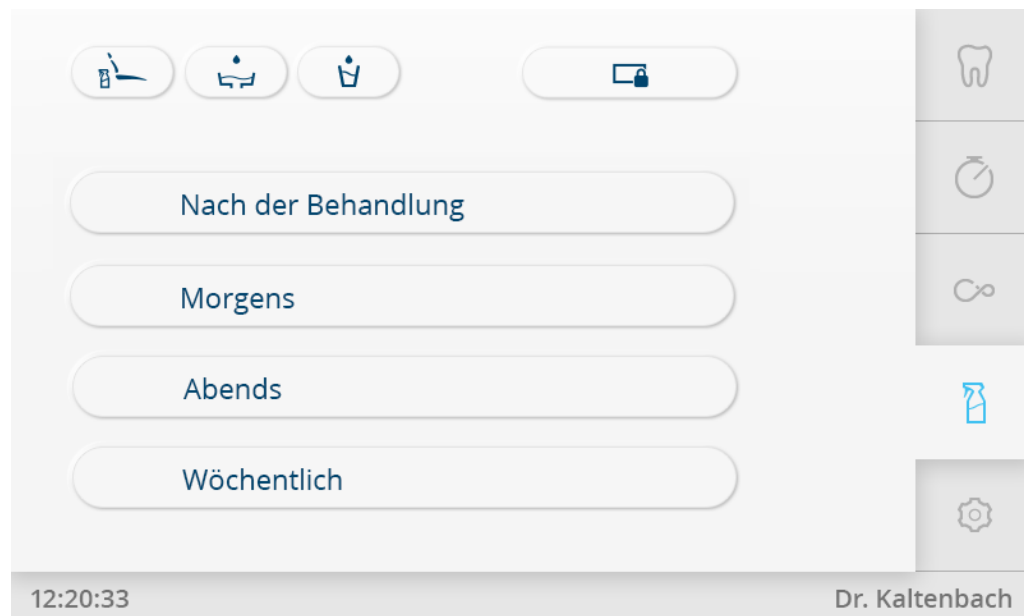 Nach der Behandlung
Morgens
Abends
Wöchentlich
12:20:33
Dr. Kaltenbach